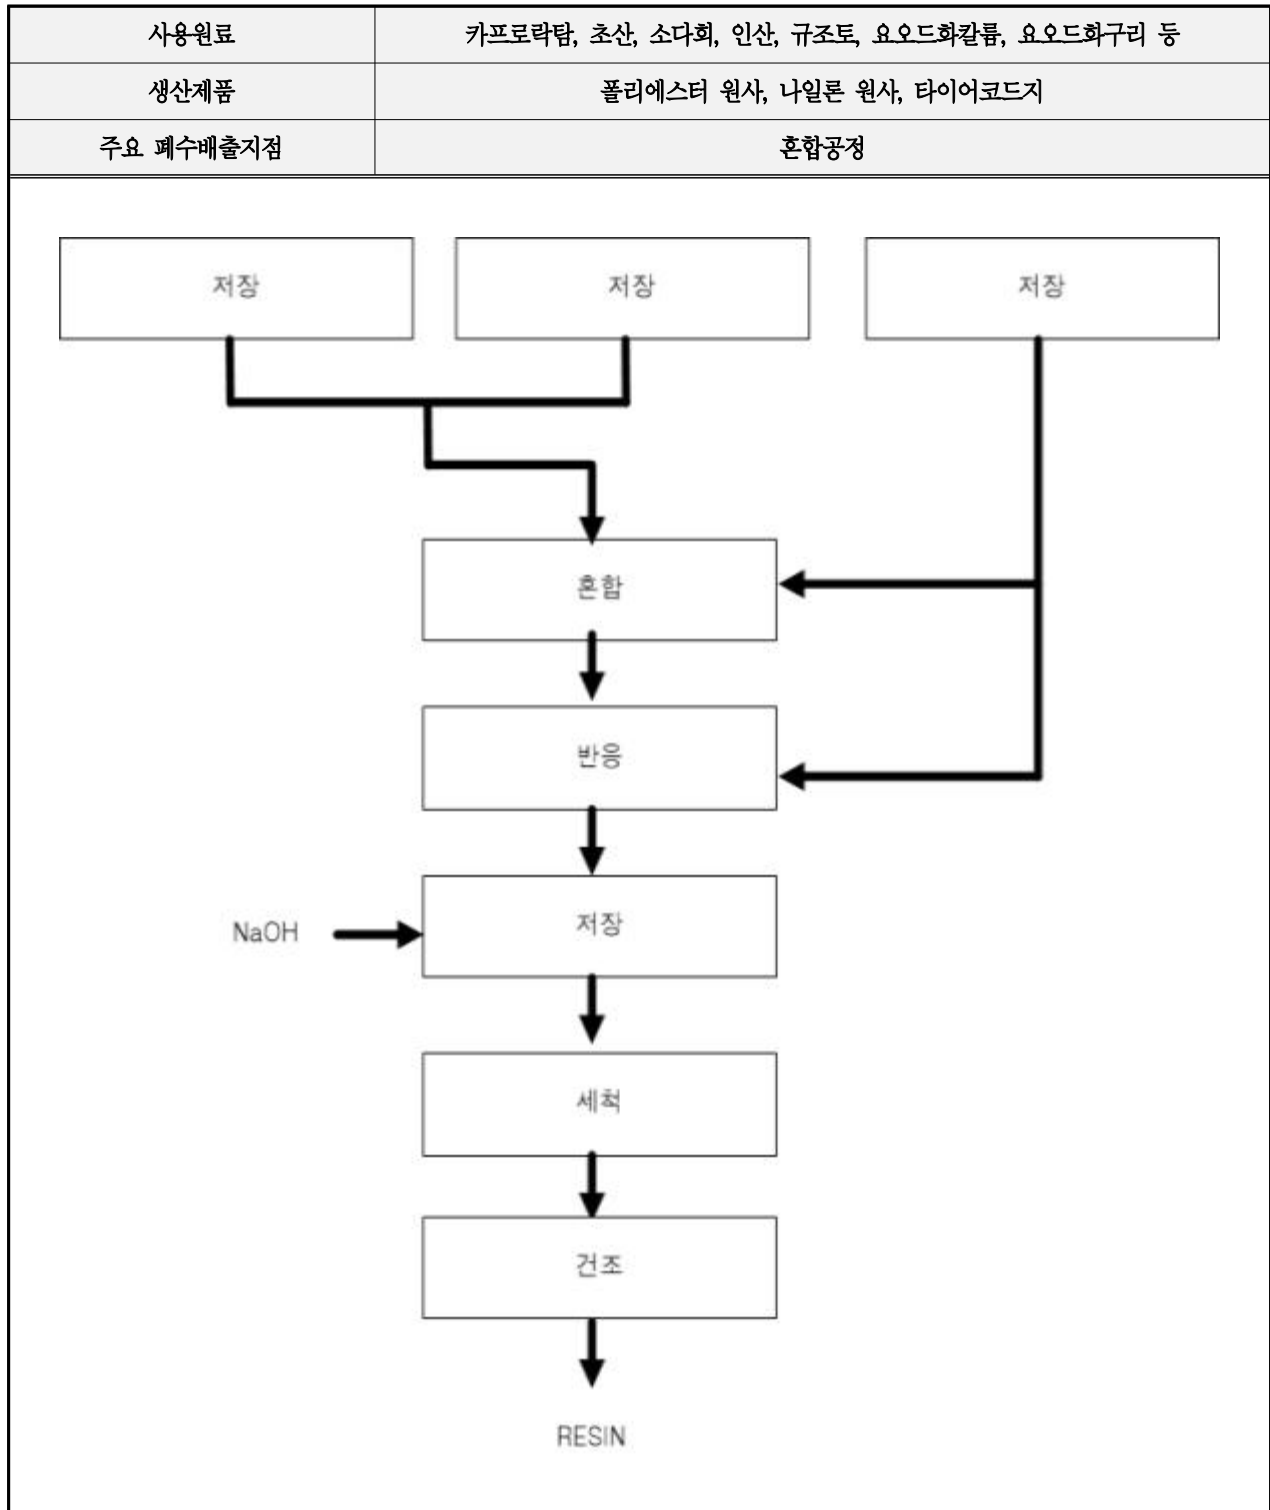 사용원료
카프로락탐, 초산, 소다회, 인산, 규조토, 요오드화칼륨, 요오드화구리 등
생산제품
폴리에스터 원사, 나일론 원사, 타이어코드지
주요 폐수배출지점
혼합공정
저장
저장
저장
혼합
반응
NaOH
저장
세척
건조
RESIN